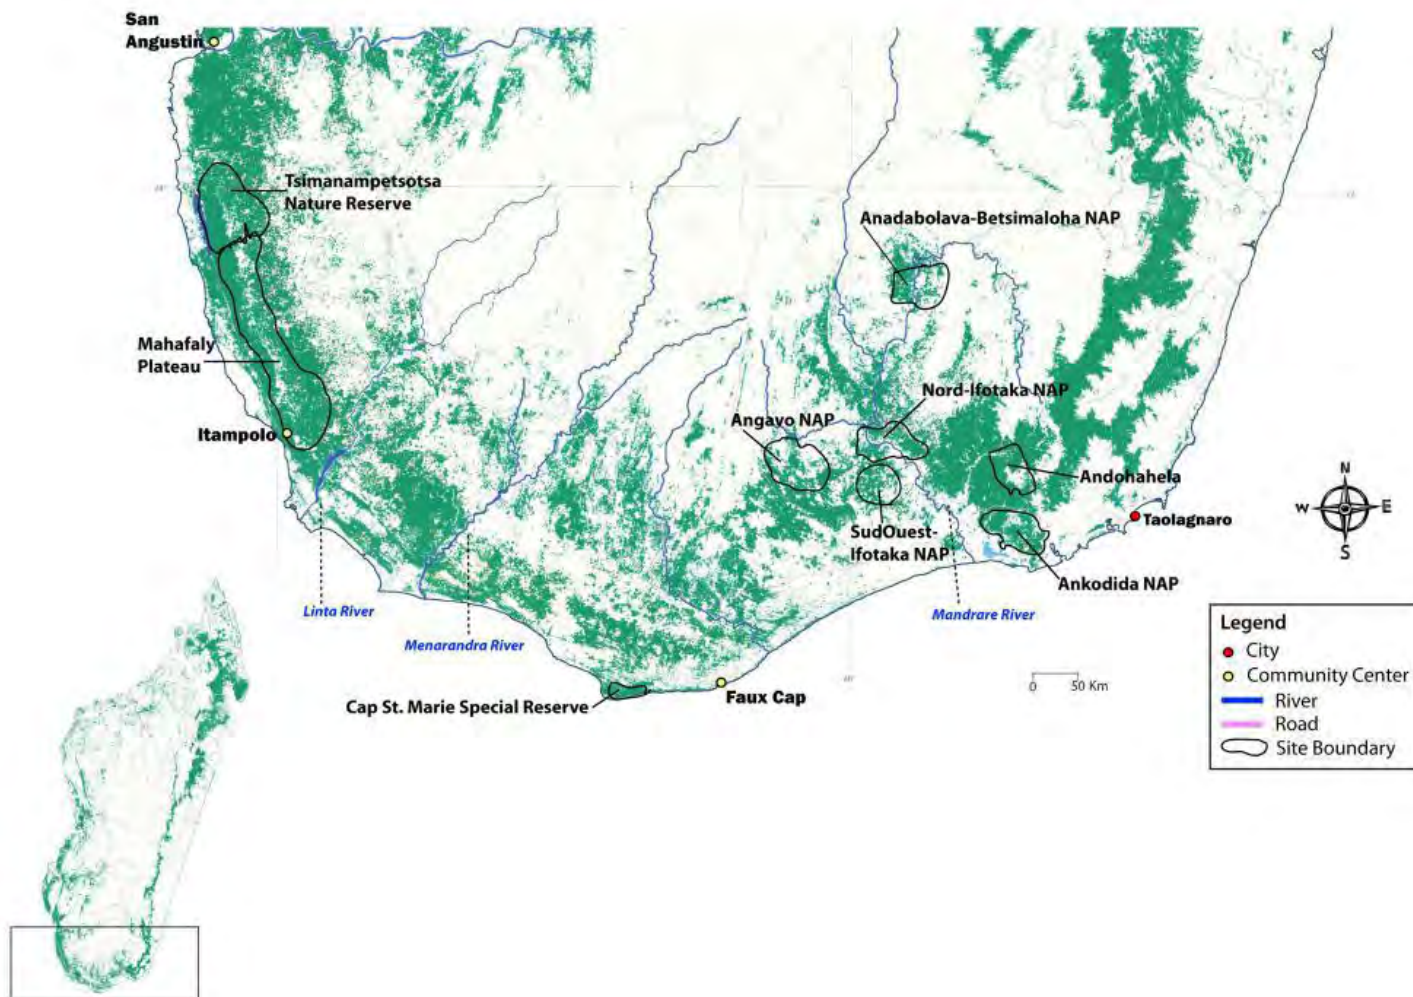 San
Angustin
Tsimanampetsotsa
Nature Reserve
Anadabolava-Betsimaloha NAP
Mahafaly
Plateau
Nord-Ifotaka NAP
Angavo NAP
Itampolo
Andohahela
Taolagnaro
SudOuest-
Ifotaka NAP
Ankodida NAP
Linta River
Menarandra River
Mandrare River
Cap St. Marie Special Reserve
Faux Cap
0 50 Km
N
W E
S
Legend
City
Community Center
River
Road
Site Boundary